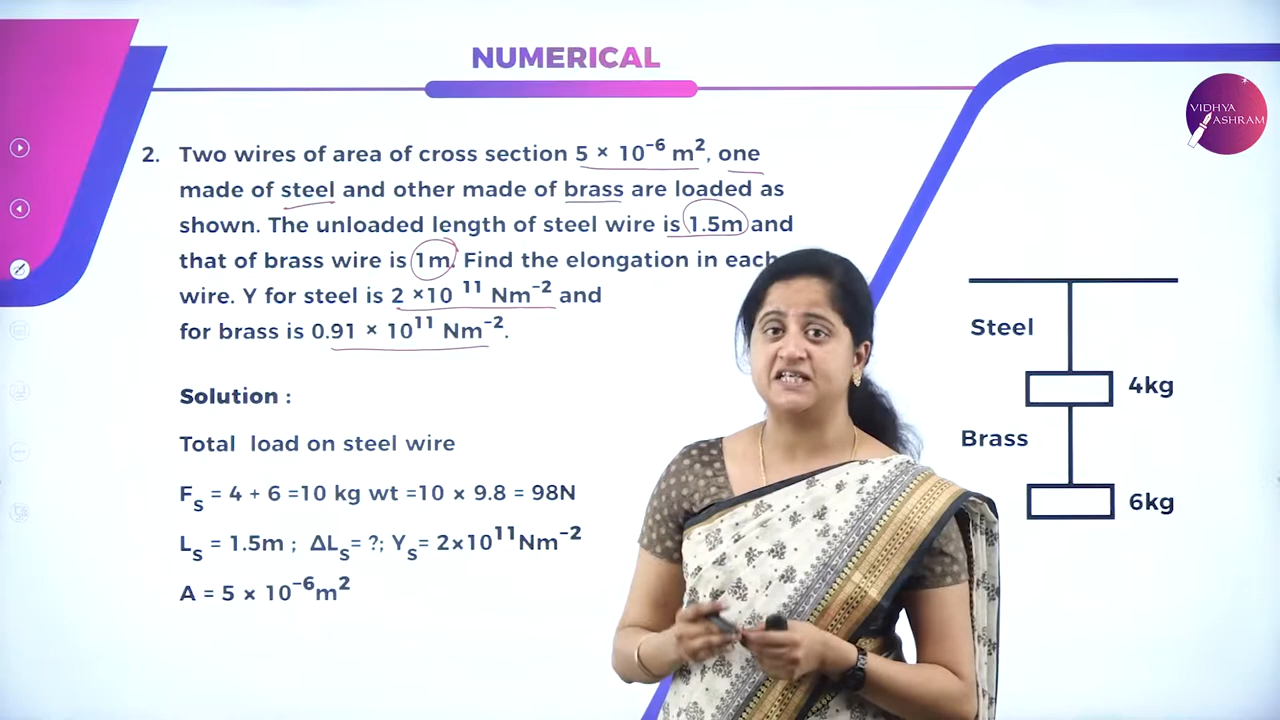 NUMERICAL
VIDHYA
ASHRAM
2. Two wires of area of cross section 5 × 10⁻⁶ m², one
made of steel and other made of brass are loaded as
shown. The unloaded length of steel wire is 1.5m and
that of brass wire is 1m. Find the elongation in each
wire. Y for steel is 2 ×10 ¹¹ Nm⁻² and
for brass is 0.91 × 10¹¹ Nm⁻².
Solution :
Total load on steel wire
Fₛ = 4 + 6 =10 kg wt =10 × 9.8 = 98N
Lₛ = 1.5m ; ΔLₛ= ?; Yₛ= 2×10¹¹Nm⁻²
A = 5 × 10⁻⁶m²
Steel
4kg
Brass
6kg